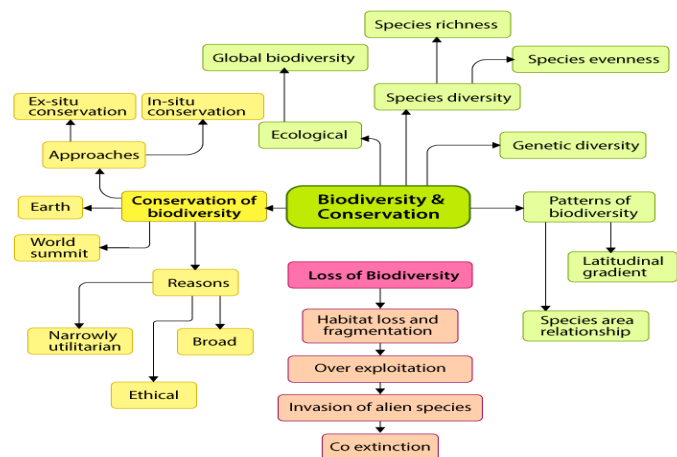 Species richness
Global biodiversity
Species evenness
Species diversity
Ex-situ
conservation
In-situ
conservation
Ecological
Genetic diversity
Approaches
Earth
Conservation of
biodiversity
Biodiversity &
Conservation
Patterns of
biodiversity
World
summit
Latitudinal
gradient
Loss of Biodiversity
Reasons
Habitat loss and
fragmentation
Species area
relationship
Narrowly
utilitarian
Broad
Over exploitation
Ethical
Invasion of alien species
Co extinction